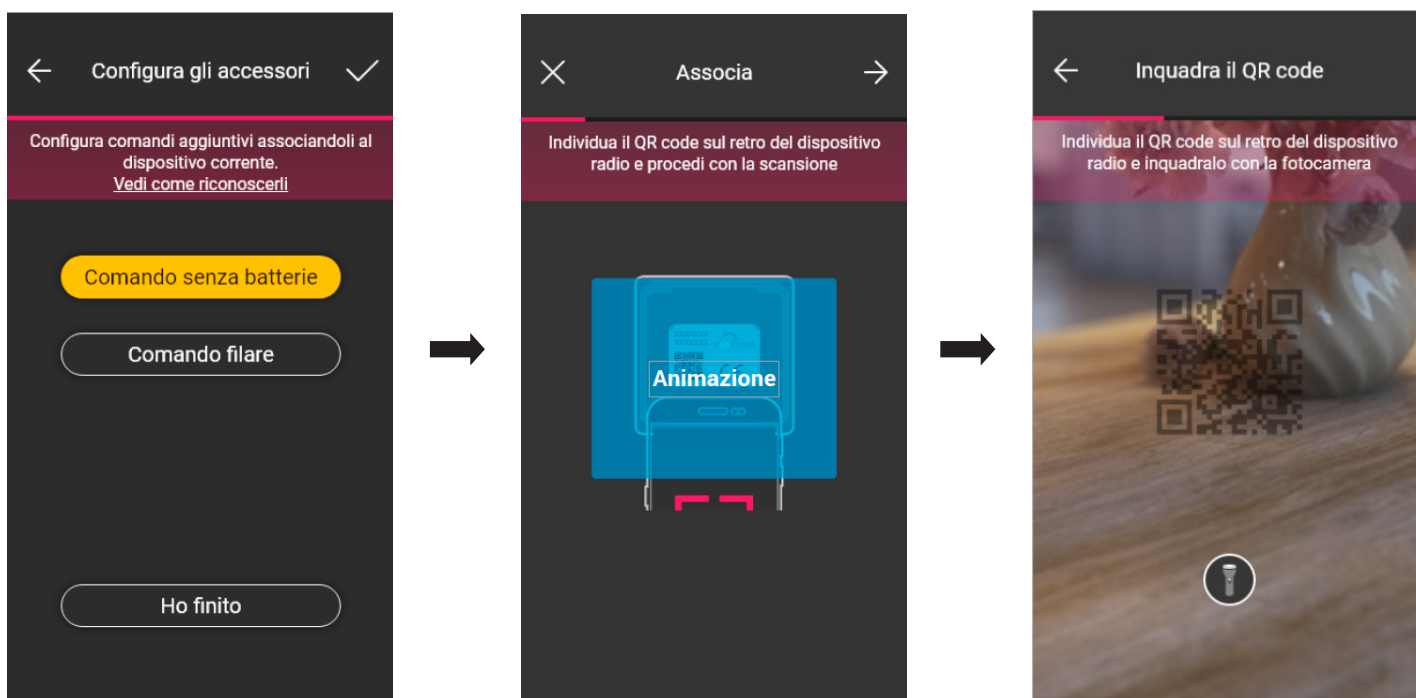 Configura gli accessori
Configura comandi aggiuntivi associandoli al
dispositivo corrente.
Vedi come riconoscerli
Comando senza batterie
Comando filare
Ho finito
Associa
Individua il QR code sul retro del dispositivo
radio e procedi con la scansione
Animazione
Inquadra il QR code
Individua il QR code sul retro del dispositivo
radio e inquadralo con la fotocamera